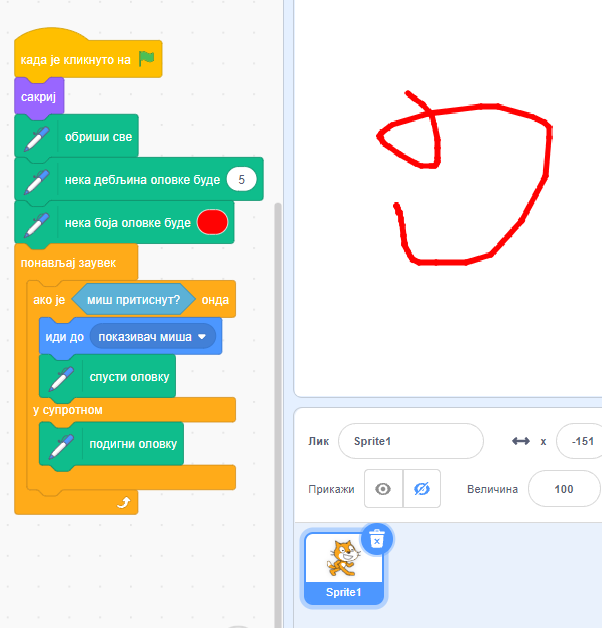 када је кликнуто на
сакриј
обриши све
нека дебљина оловке буде 5
нека боја оловке буде
понављај заувек
ако је миш притиснут? онда
иди до показивач миша
спусти оловку
у супротном
подигни оловку
Лик Sprite1 x -151
Прикажи Величина 100
Sprite1